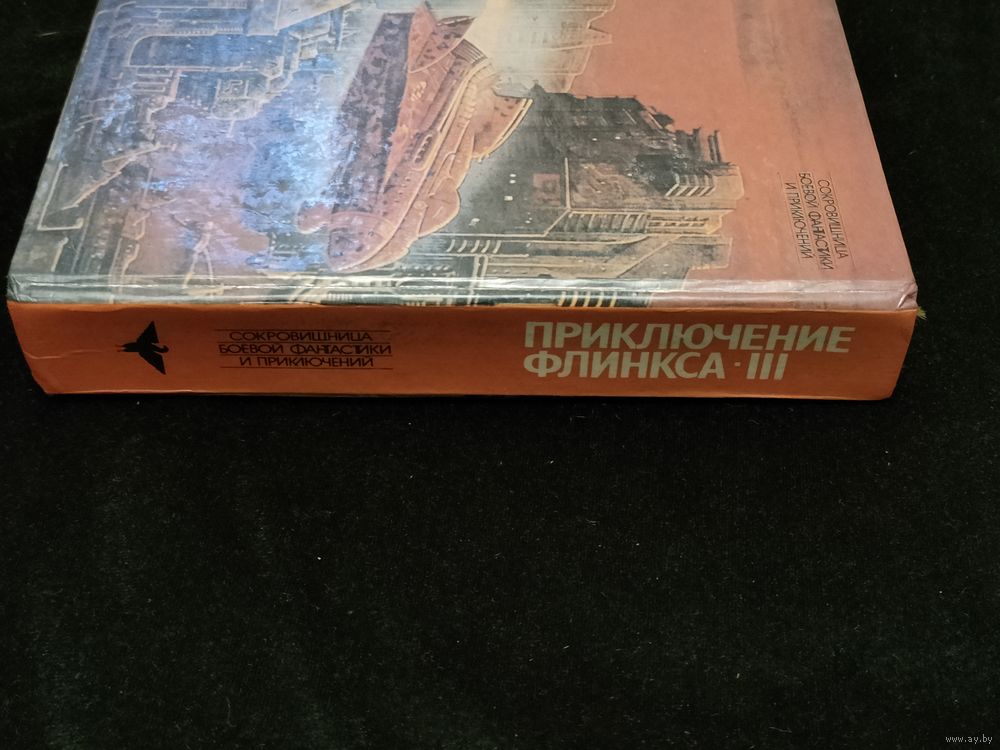 СОКРОВИЩНИЦА
БОЕВОЙ ФАНТАСТИКИ
И ПРИКЛЮЧЕНИЙ
СОКРОВИЩНИЦА
БОЕВОЙ ФАНТАСТИКИ
И ПРИКЛЮЧЕНИЙ
ПРИКЛЮЧЕНИЕ
ФЛИНКСА · III
www.ay.by